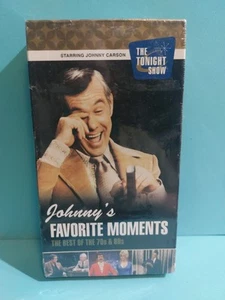 STARRING JOHNNY CARSON
THE
TONIGHT
SHOW
Johnny's
FAVORITE MOMENTS
THE BEST OF THE 70s & 80s